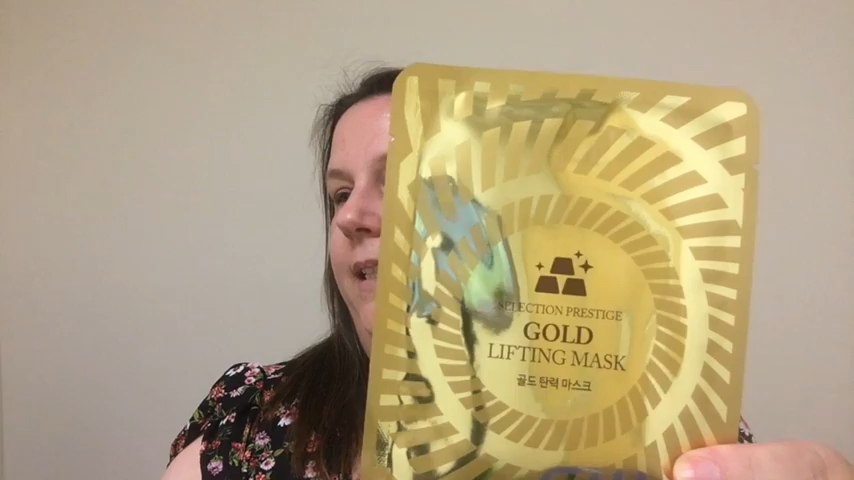 SELECTION PRESTIGE
GOLD
LIFTING MASK
골드 탄력 마스크